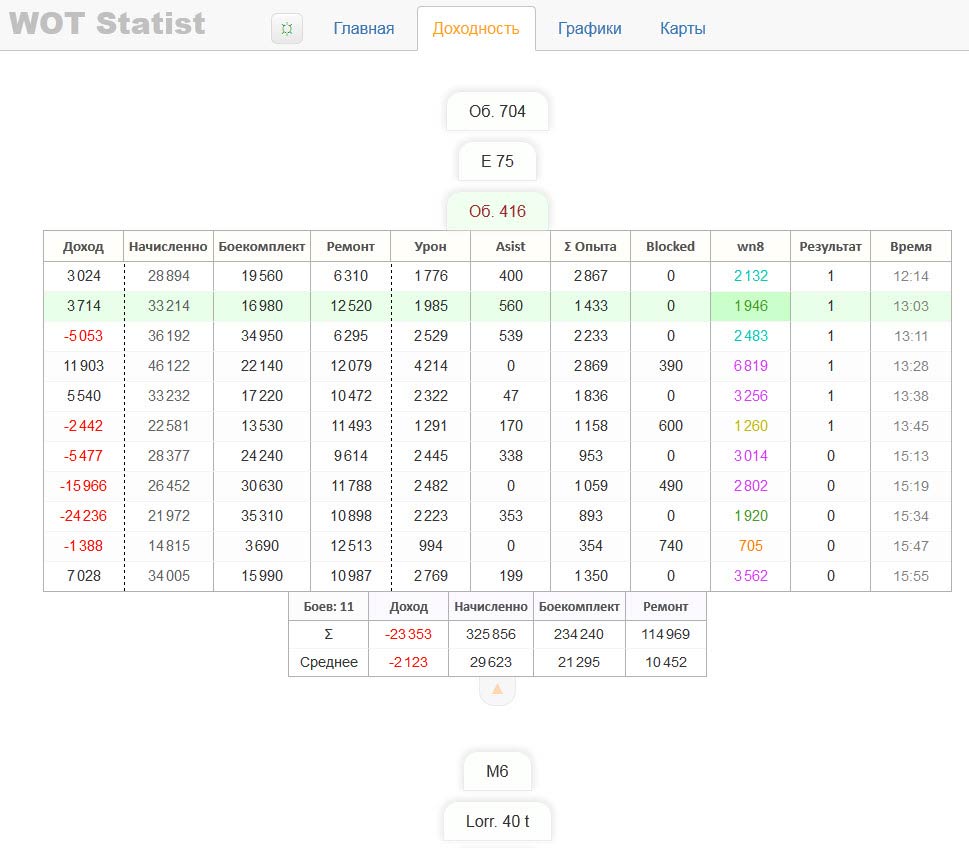 WOT Statist Главная Доходность Графики Карты
Об. 704
E 75
Об. 416
Доход Начисленно Боекомплект Ремонт Урон Asist Σ Опыта Blocked wn8 Результат Время
3 024 28 894 19 560 6 310 1 776 400 2 867 0 2 132 1 12:14
3 714 33 214 16 980 12 520 1 985 560 1 433 0 1 946 1 13:03
-5 053 36 192 34 950 6 295 2 529 539 2 233 0 2 483 1 13:11
11 903 46 122 22 140 12 079 4 214 0 2 869 390 6 819 1 13:28
5 540 33 232 17 220 10 472 2 322 47 1 836 0 3 256 1 13:38
-2 442 22 581 13 530 11 493 1 291 170 1 158 600 1 260 1 13:45
-5 477 28 377 24 240 9 614 2 445 338 953 0 3 014 0 15:13
-15 966 26 452 30 630 11 788 2 482 0 1 059 490 2 802 0 15:19
-24 236 21 972 35 310 10 898 2 223 353 893 0 1 920 0 15:34
-1 388 14 815 3 690 12 513 994 0 354 740 705 0 15:47
7 028 34 005 15 990 10 987 2 769 199 1 350 0 3 562 0 15:55
Боев: 11 Доход Начисленно Боекомплект Ремонт
Σ -23 353 325 856 234 240 114 969
Среднее -2 123 29 623 21 295 10 452
M6
Lorr. 40 t